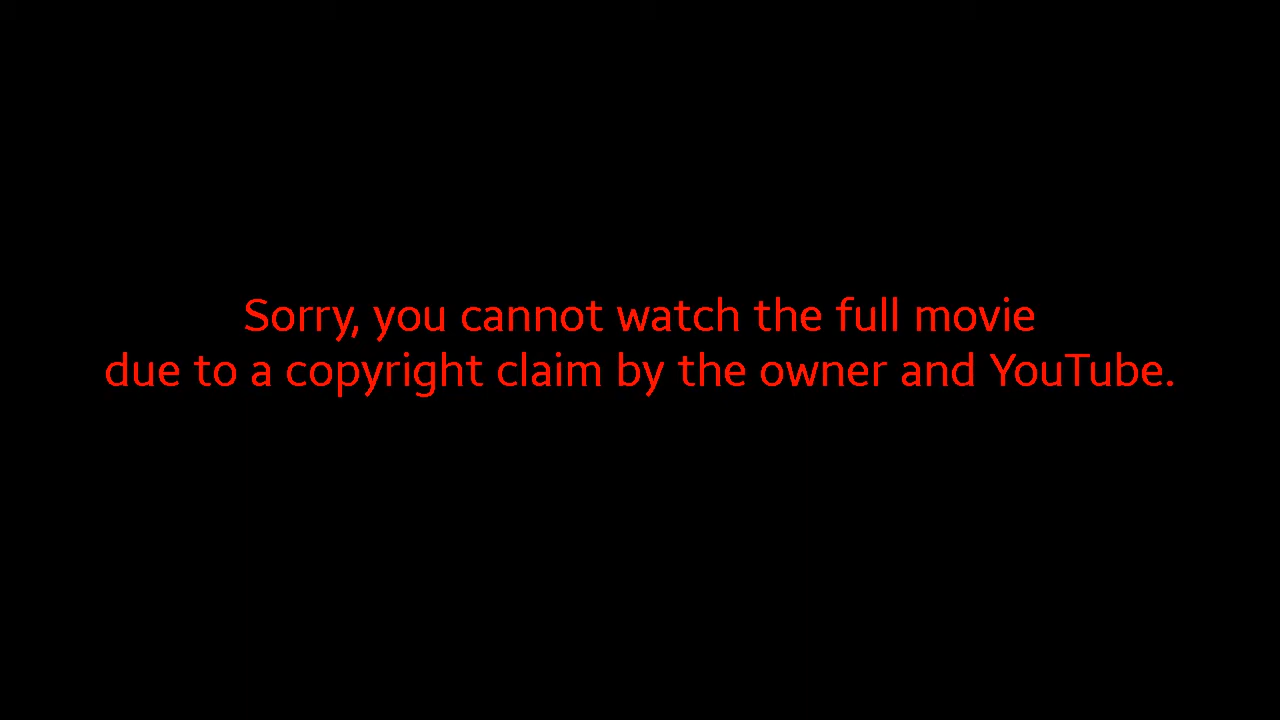 Sorry, you cannot watch the full movie
due to a copyright claim by the owner and YouTube.